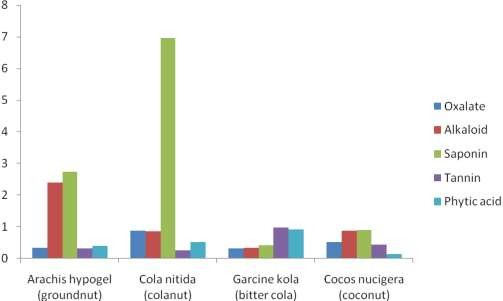 8
7
6
5
4
3
2
1
0
Oxalate
Alkaloid
Saponin
Tannin
Phytic acid
Arachis hypogel Cola nitida Garcine kola Cocos nucigera
(groundnut) (colanut) (bitter cola) (coconut)